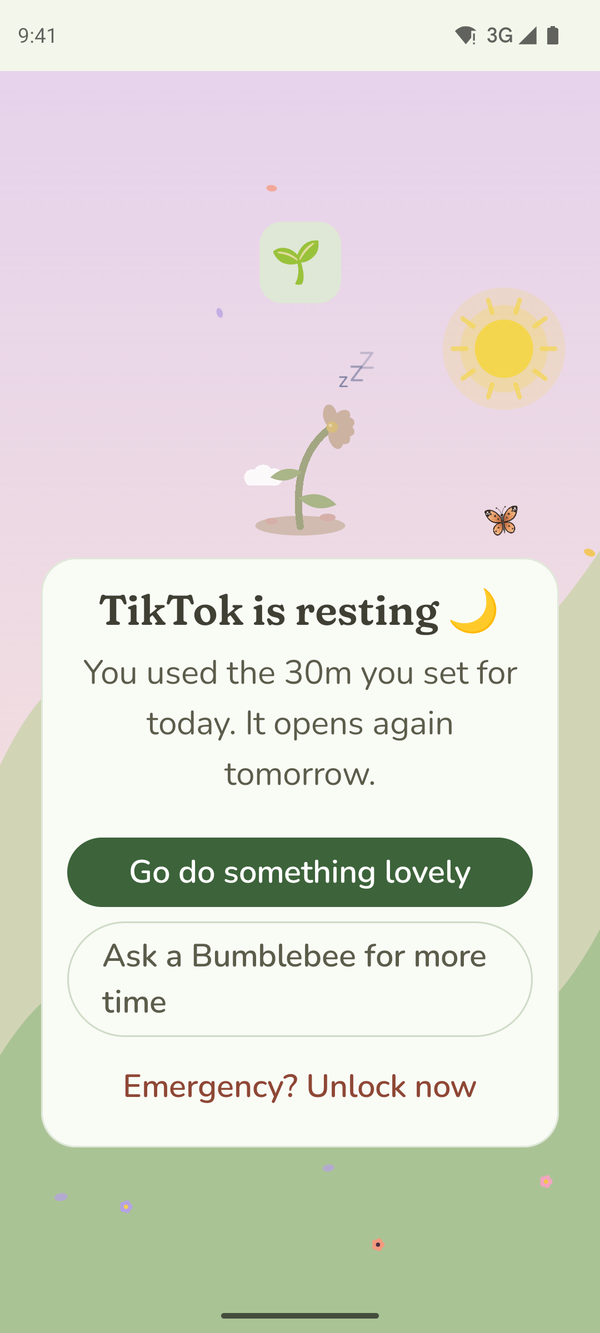 9:41
3G
z
Z
Z
TikTok is resting 🌙
You used the 30m you set for
today. It opens again
tomorrow.
Go do something lovely
Ask a Bumblebee for more
time
Emergency? Unlock now